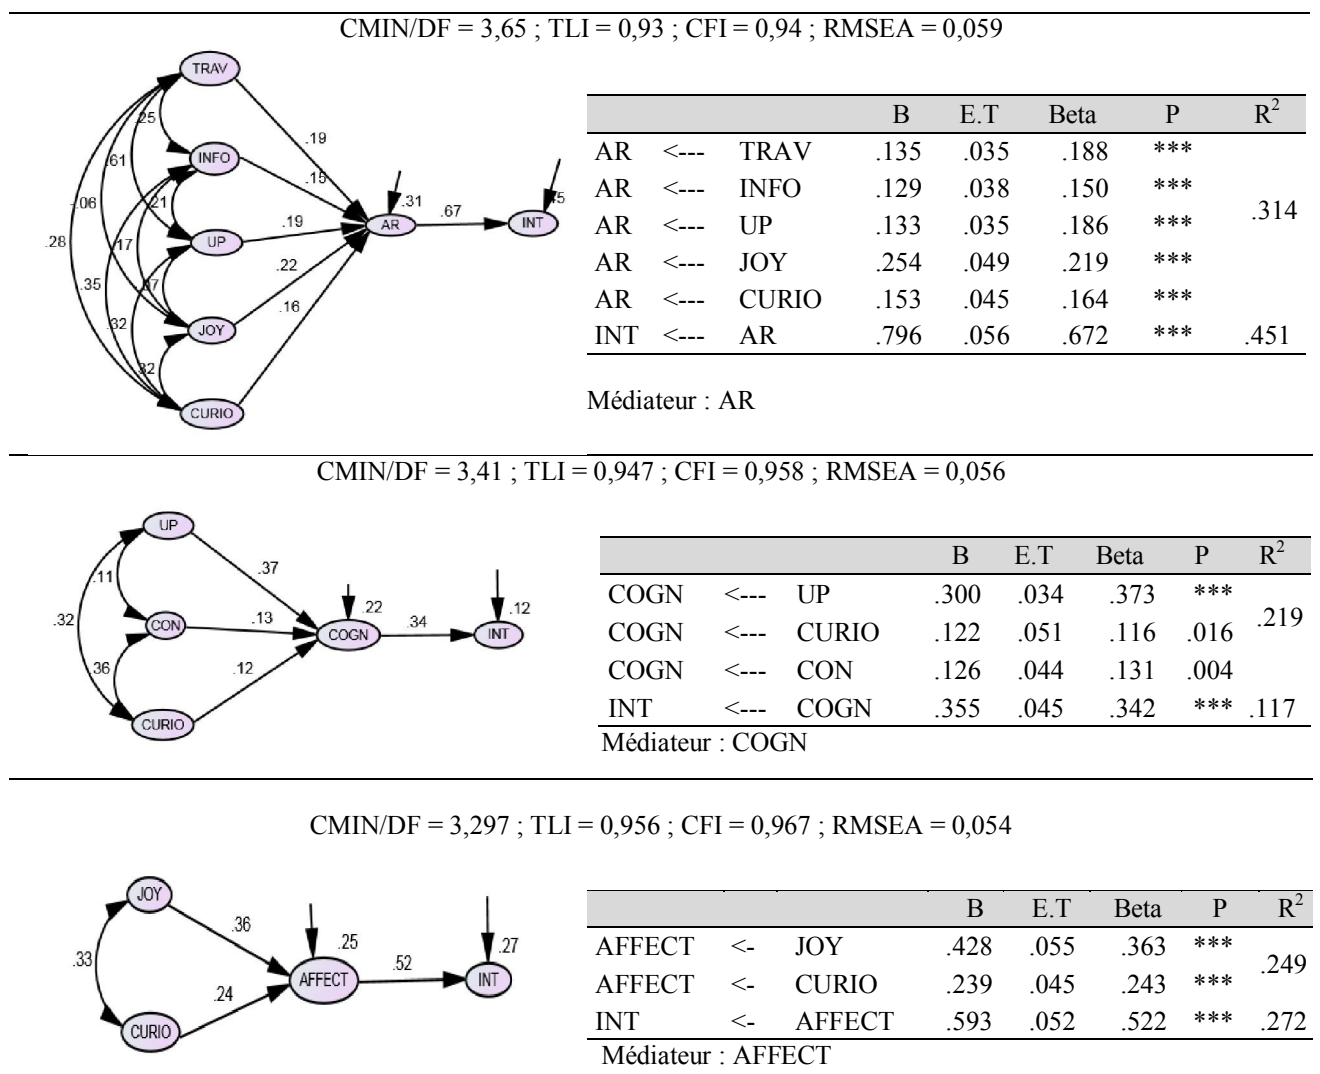 CMIN/DF = 3,65 ; TLI = 0,93 ; CFI = 0,94 ; RMSEA = 0,059
TRAV
.25
.19
INFO
.61
.15
.06
.21
.31
.67
INT
AR
UP
.19
.28
.17
.22
.35
.37
.16
.32
JOY
.32
CURIO
B E.T Beta P R²
AR <--- TRAV .135 .035 .188 ***
AR <--- INFO .129 .038 .150 ***
.314
AR <--- UP .133 .035 .186 ***
AR <--- JOY .254 .049 .219 ***
AR <--- CURIO .153 .045 .164 ***
INT <--- AR .796 .056 .672 *** .451
Médiateur : AR
CMIN/DF = 3,41 ; TLI = 0,947 ; CFI = 0,958 ; RMSEA = 0,056
UP
.37
.11
.22
.12
.32
CON
.13
COGN
.34
INT
.36
.12
CURIO
B E.T Beta P R²
COGN <--- UP .300 .034 .373 ***
.219
COGN <--- CURIO .122 .051 .116 .016
COGN <--- CON .126 .044 .131 .004
INT <--- COGN .355 .045 .342 *** .117
Médiateur : COGN
CMIN/DF = 3,297 ; TLI = 0,956 ; CFI = 0,967 ; RMSEA = 0,054
JOY
.36
.25
.27
.33
AFFECT
.52
INT
.24
CURIO
B E.T Beta P R²
AFFECT <- JOY .428 .055 .363 ***
.249
AFFECT <- CURIO .239 .045 .243 ***
INT <- AFFECT .593 .052 .522 *** .272
Médiateur : AFFECT